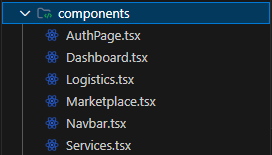 components
AuthPage.tsx
Dashboard.tsx
Logistics.tsx
Marketplace.tsx
Navbar.tsx
Services.tsx